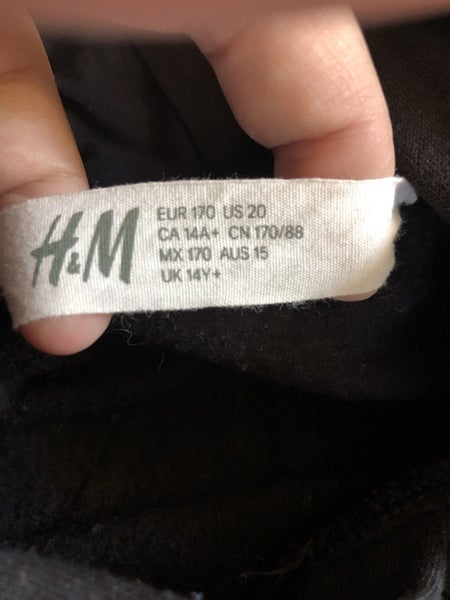 H&M
EUR 170 US 20
CA 14A+ CN 170/88
MX 170 AUS 15
UK 14Y+